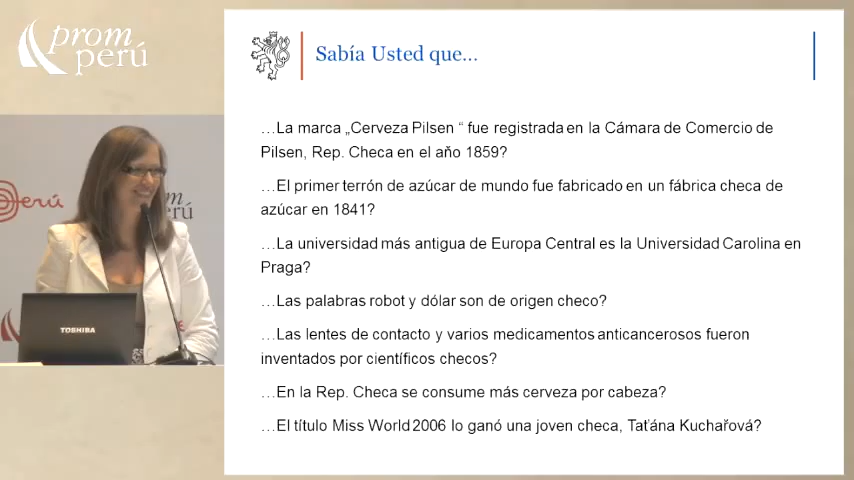 prom
perú
Sabía Usted que...
...La marca „Cerveza Pilsen “ fue registrada en la Cámara de Comercio de
Pilsen, Rep. Checa en el año 1859?
...El primer terrón de azúcar de mundo fue fabricado en un fábrica checa de
azúcar en 1841?
...La universidad más antigua de Europa Central es la Universidad Carolina en
Praga?
...Las palabras robot y dólar son de origen checo?
...Las lentes de contacto y varios medicamentos anticancerosos fueron
inventados por científicos checos?
...En la Rep. Checa se consume más cerveza por cabeza?
...El título Miss World 2006 lo ganó una joven checa, Taťána Kuchařová?
Perú
m
erú
TOSHIBA